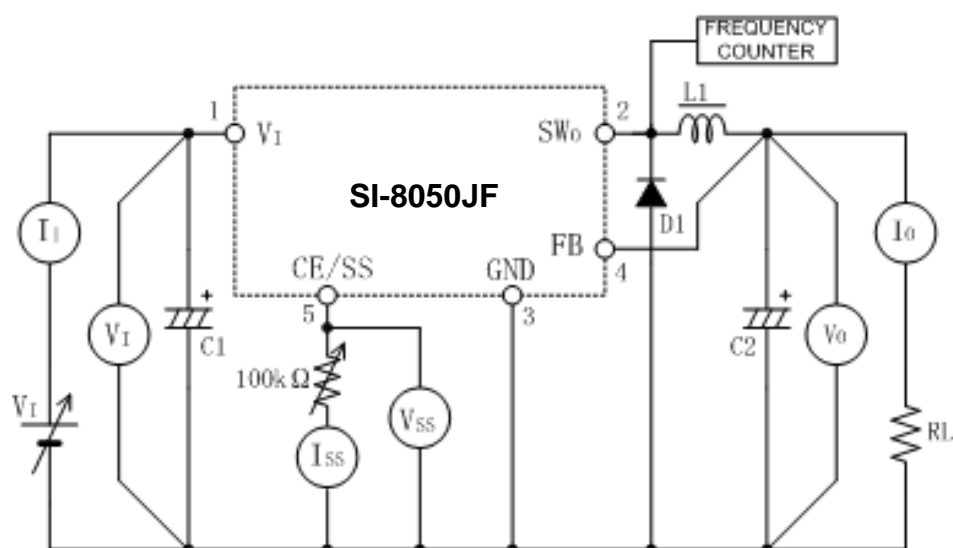 FREQUENCY
COUNTER
L1
1
2
VI
SWO
SI-8050JF
D1
II
IO
FB
4
CE/SS
GND
5
3
VI
C1
C2
VO
100kΩ
VSS
VI
ISS
RL